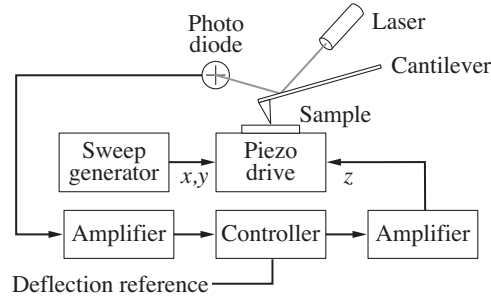 Laser
Photo
diode
Cantilever
Sample
Sweep
generator
x,y
Piezo
drive
z
Amplifier
Controller
Amplifier
Deflection reference